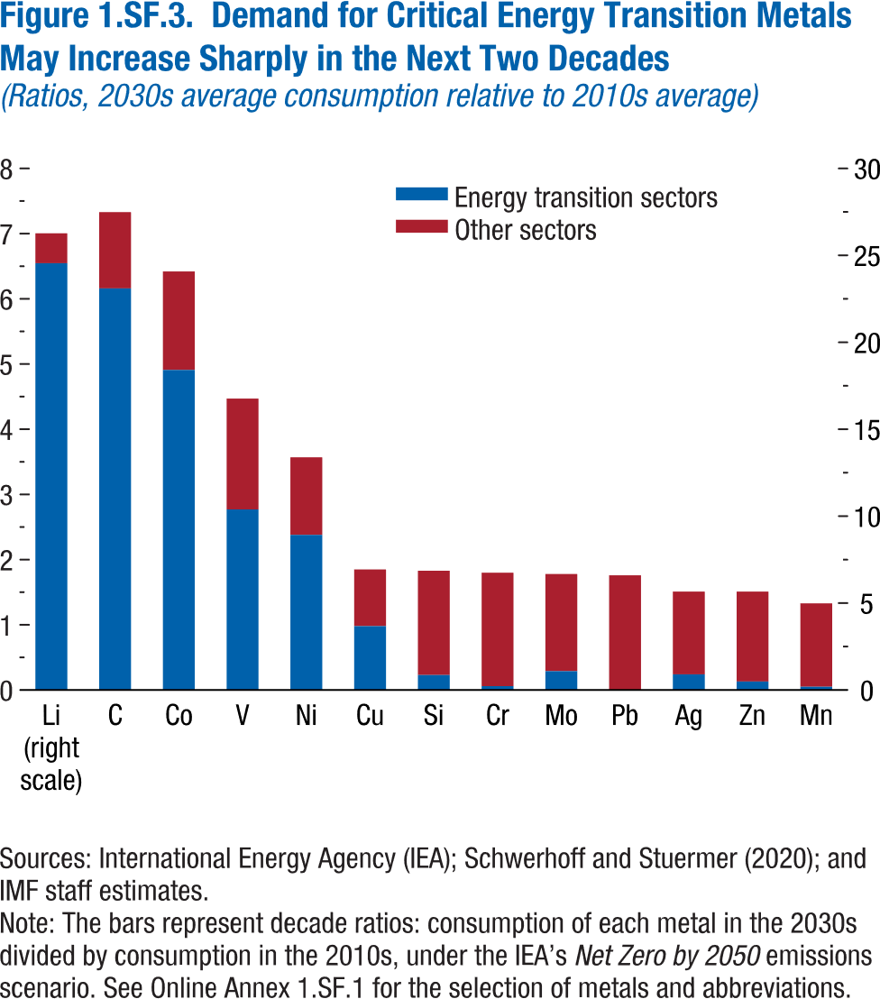 Figure 1.SF.3. Demand for Critical Energy Transition Metals
May Increase Sharply in the Next Two Decades
(Ratios, 2030s average consumption relative to 2010s average)
8
7
6
5
4
3
2
1
0
30
25
20
15
10
5
0
Energy transition sectors
Other sectors
Li
(right
scale)
C
Co
V
Ni
Cu
Si
Cr
Mo
Pb
Ag
Zn
Mn
Sources: International Energy Agency (IEA); Schwerhoff and Stuermer (2020); and
IMF staff estimates.
Note: The bars represent decade ratios: consumption of each metal in the 2030s
divided by consumption in the 2010s, under the IEA’s Net Zero by 2050 emissions
scenario. See Online Annex 1.SF.1 for the selection of metals and abbreviations.